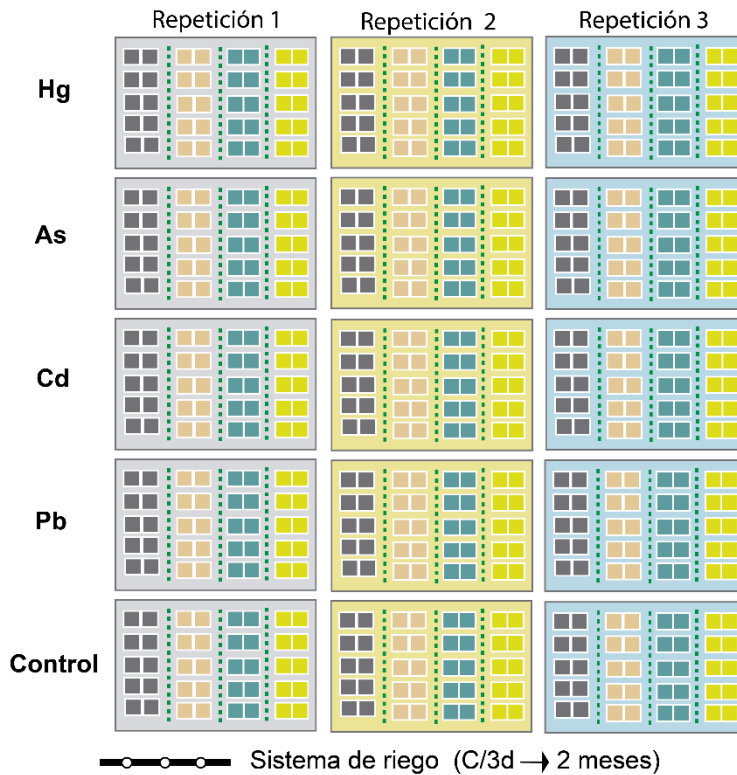 Repetición 1
Repetición 2
Repetición 3
Hg
As
Cd
Pb
Control
Sistema de riego (C/3d → 2 meses)